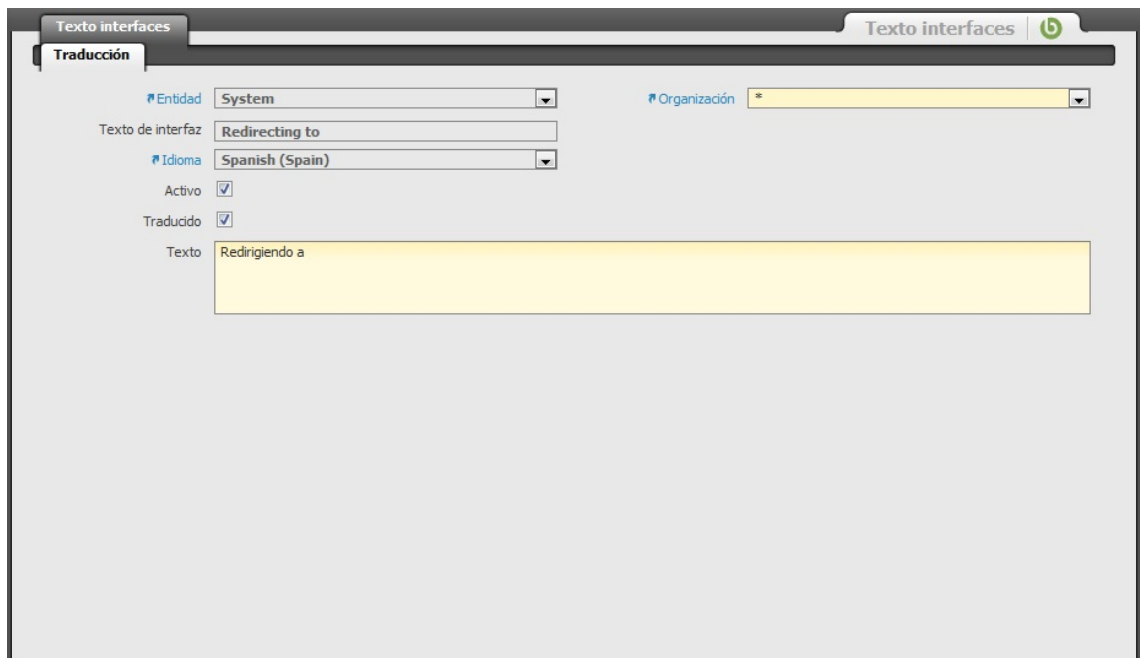 Texto interfaces
Texto interfaces
Traducción
Entidad System
Organización *
Texto de interfaz Redirecting to
Idioma Spanish (Spain)
Activo
Traducido
Texto Redirigiendo a